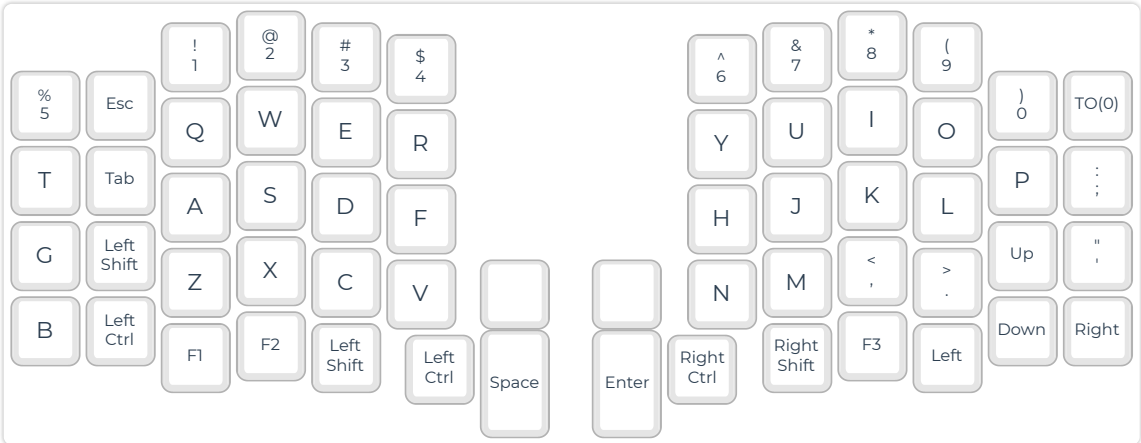 !
1
@
2
#
3
$
4
^
6
&
7
*
8
(
9
%
5
Esc
)
0
TO(0)
Q
W
E
R
Y
U
I
O
T
Tab
P
:
;
A
S
D
F
H
J
K
L
G
Left
Shift
Up
"
'
Z
X
C
V
N
M
<
,
>
.
B
Left
Ctrl
Down
Right
F1
F2
Left
Shift
Left
Ctrl
Space
Enter
Right
Ctrl
Right
Shift
F3
Left